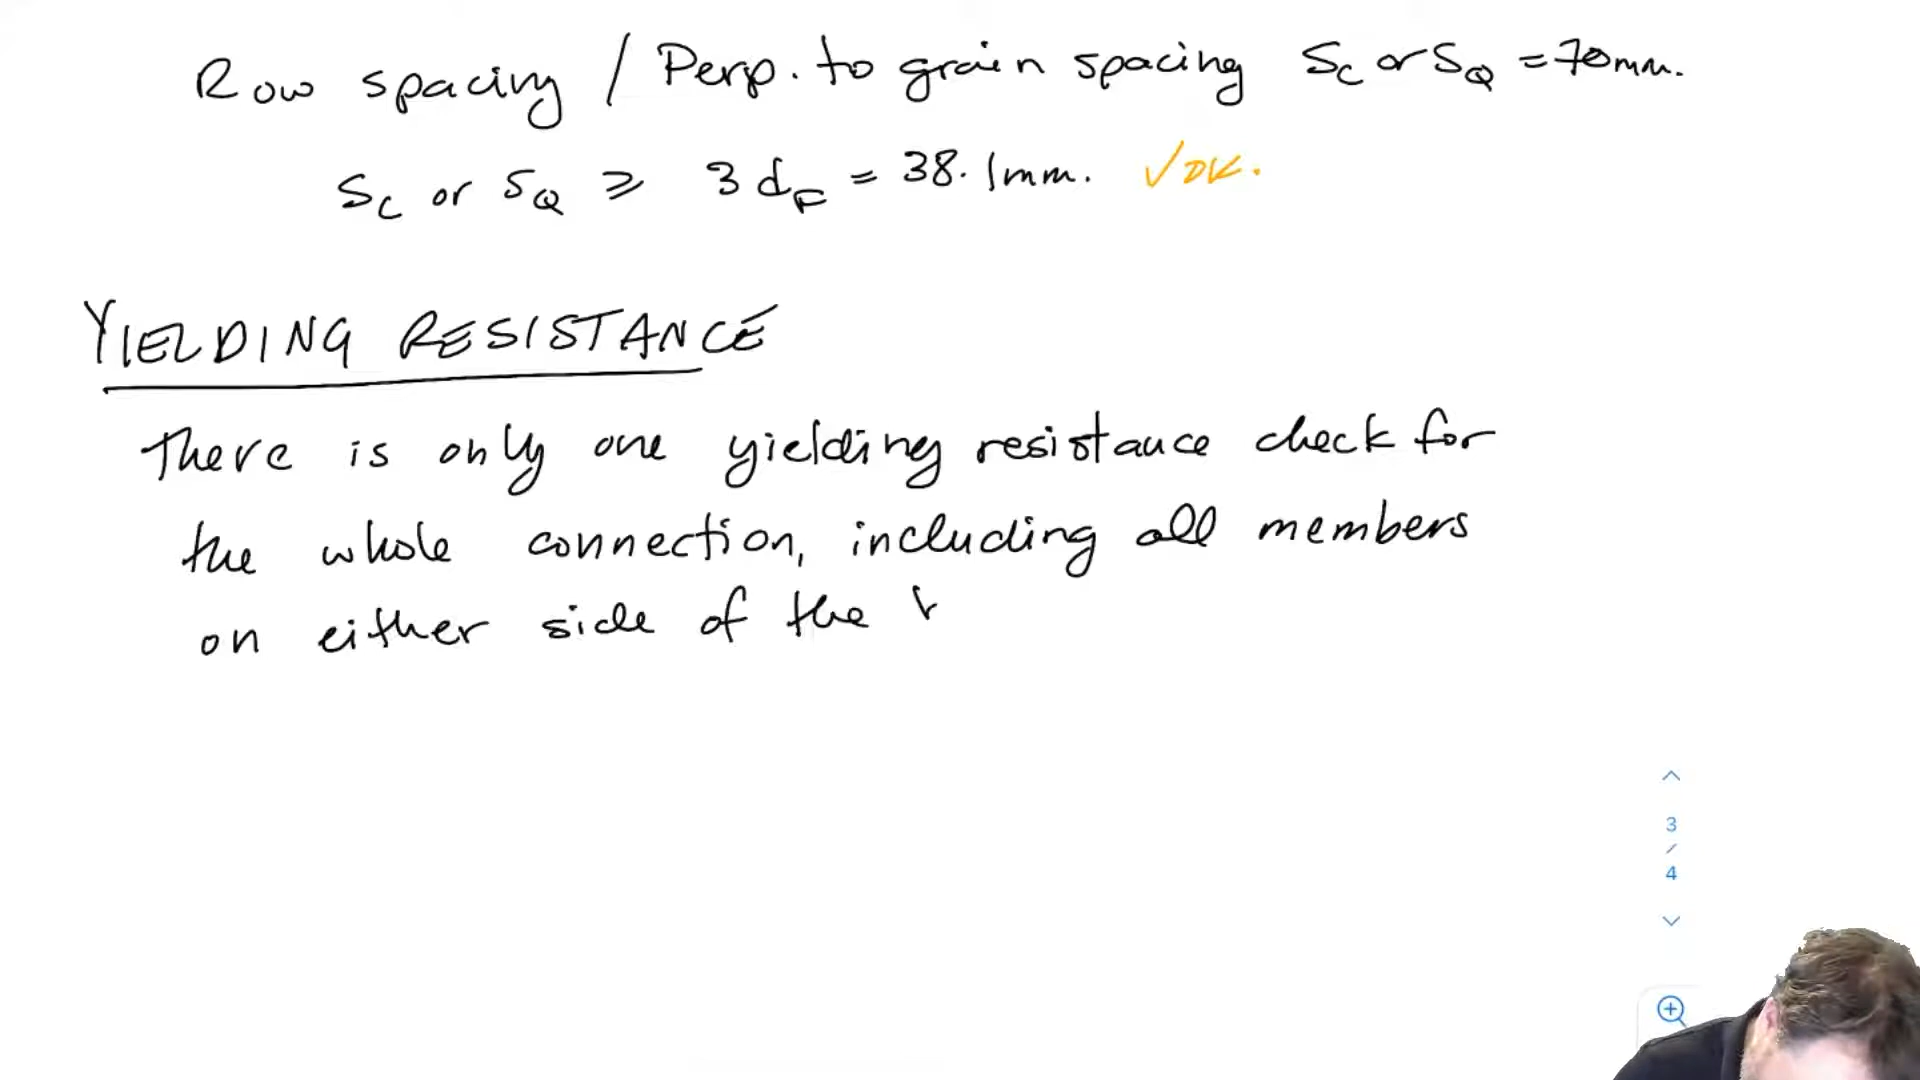 Row spacing / Perp. to grain spacing Sc or SQ = 70mm.
Sc or SQ ⩾ 3 dF = 38.1mm. ✓OK.
YIELDING RESISTANCE
There is only one yielding resistance check for
the whole connection, including all members
on either side of the
3
/
4